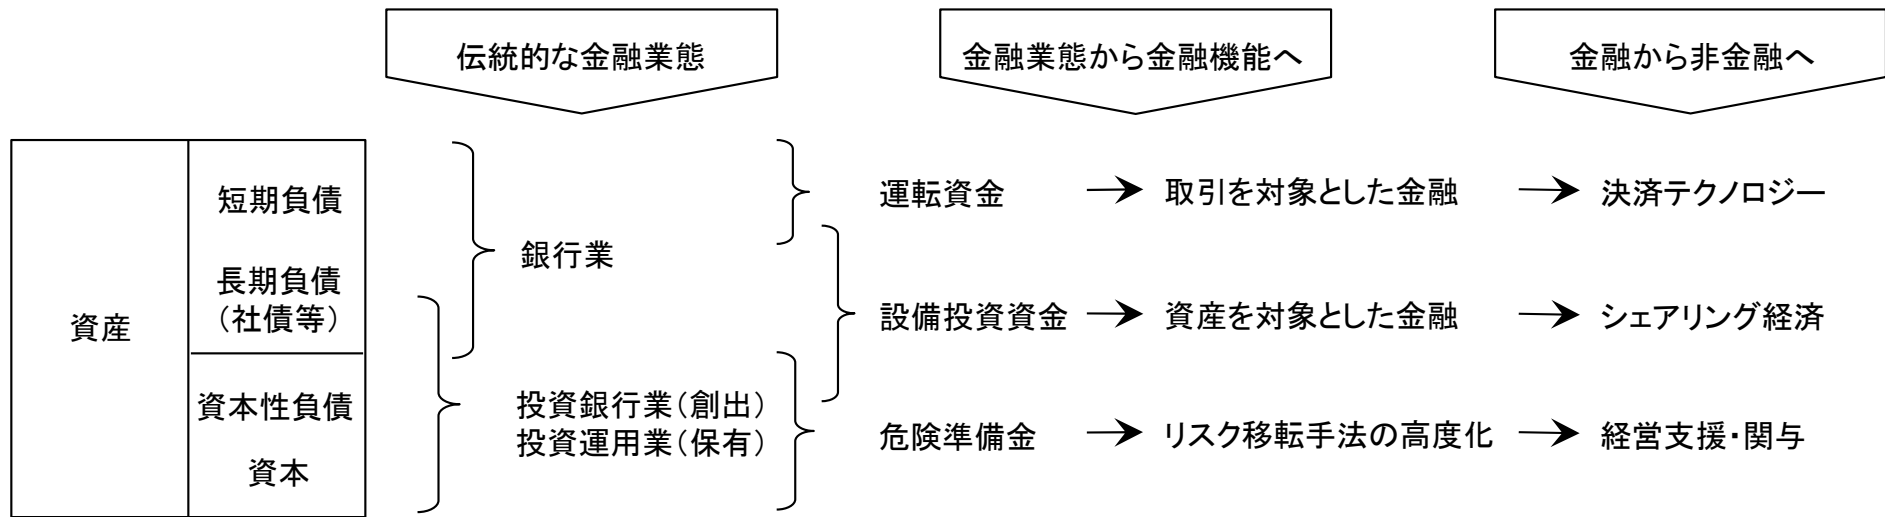 伝統的な金融業態
金融業態から金融機能へ
金融から非金融へ
資産
短期負債
長期負債
（社債等）
資本性負債
資本
銀行業
投資銀行業（創出）
投資運用業（保有）
運転資金
取引を対象とした金融
決済テクノロジー
設備投資資金
資産を対象とした金融
シェアリング経済
危険準備金
リスク移転手法の高度化
経営支援・関与